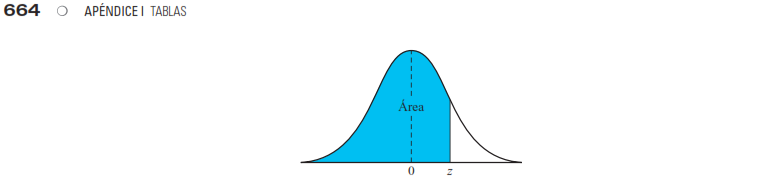 664 ○ APÉNDICE I TABLAS
Área
0 z